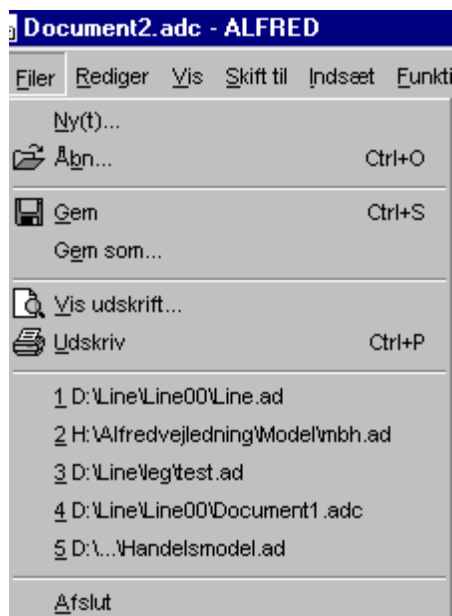 Document2.adc - ALFRED
Filer Rediger Vis Skift til Indsæt Funkti
Ny(t)...
Åbn... Ctrl+O
Gem Ctrl+S
Gem som...
Vis udskrift...
Udskriv Ctrl+P
1 D:\Line\Line00\Line.ad
2 H:\Alfredvejledning\Model\mbh.ad
3 D:\Line\leg\test.ad
4 D:\Line\Line00\Document1.adc
5 D:\...\Handelsmodel.ad
Afslut